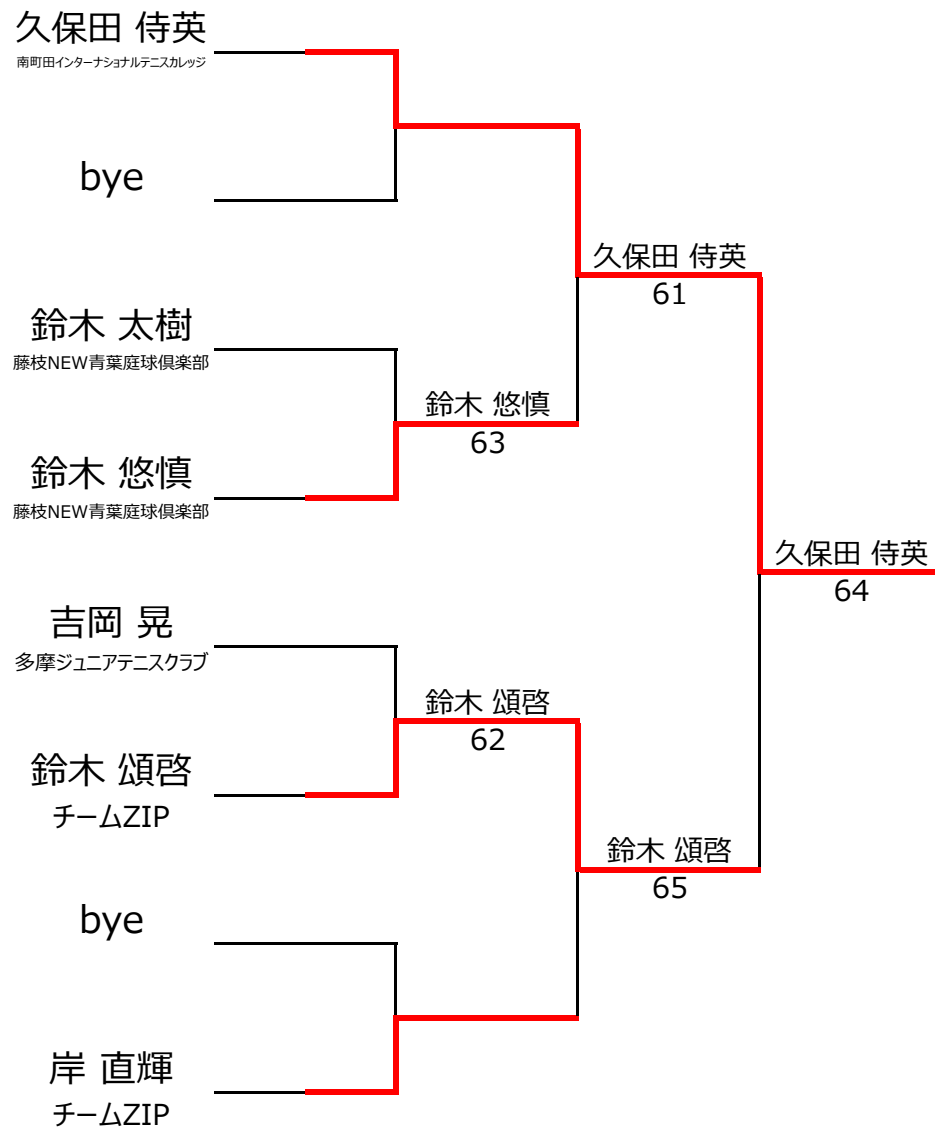 久保田 侍英
南町田インターナショナルテニスカレッジ
bye
久保田 侍英
61
鈴木 太樹
藤枝NEW青葉庭球倶楽部
鈴木 悠慎
63
鈴木 悠慎
藤枝NEW青葉庭球倶楽部
久保田 侍英
64
吉岡 晃
多摩ジュニアテニスクラブ
鈴木 頌啓
62
鈴木 頌啓
チームZIP
鈴木 頌啓
65
bye
岸 直輝
チームZIP